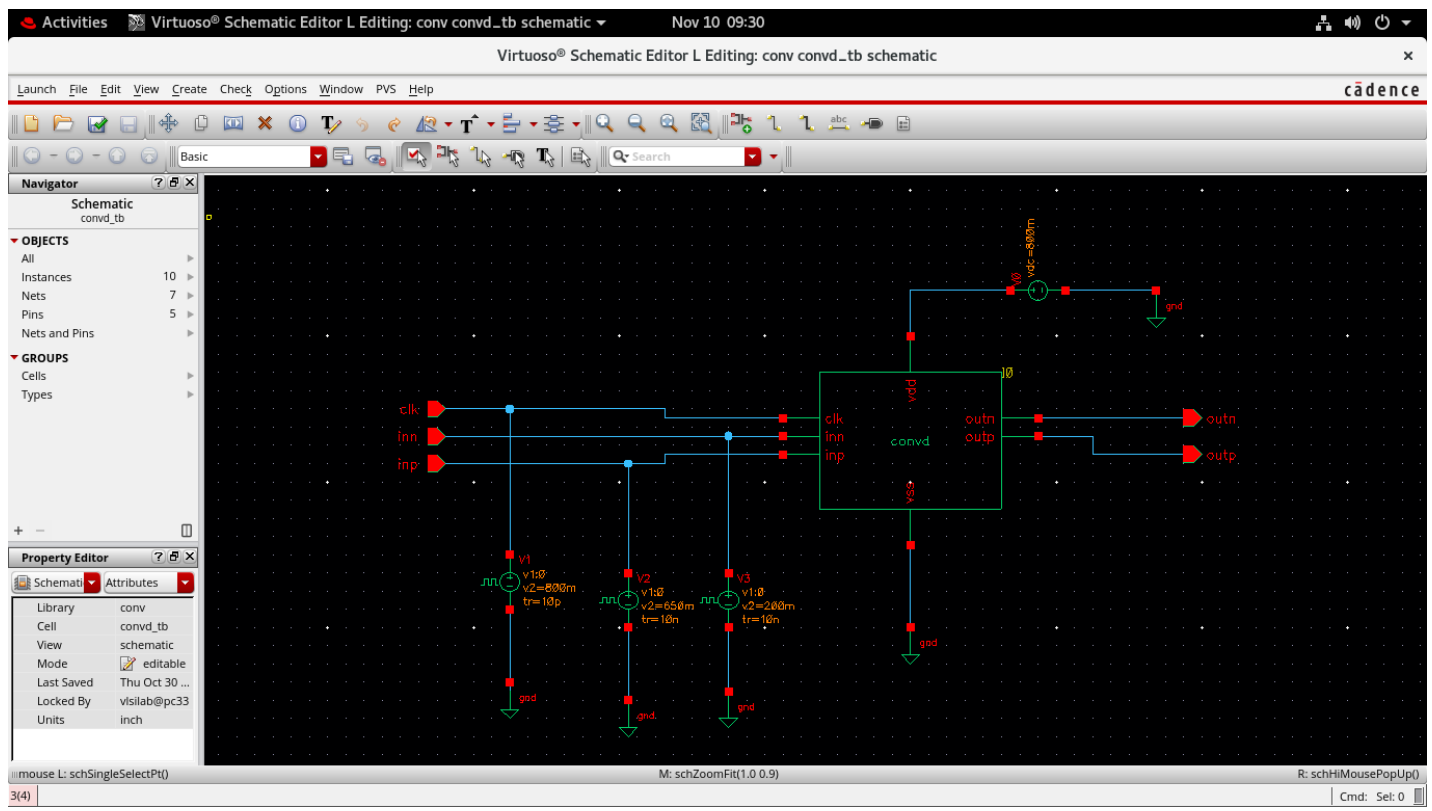 Activities Virtuoso® Schematic Editor L Editing: conv convd_tb schematic Nov 10 09:30
Virtuoso® Schematic Editor L Editing: conv convd_tb schematic ×
Launch File Edit View Create Check Options Window PVS Help cādence
abc
Basic Search
Navigator ? ×
Schematic
convd_tb
OBJECTS
All
Instances 10
Nets 7
Pins 5
Nets and Pins
GROUPS
Cells
Types
+ −
Property Editor ? ×
Schemati Attributes
Library conv
Cell convd_tb
View schematic
Mode editable
Last Saved Thu Oct 30 ...
Locked By vlsilab@pc33
Units inch
vdc=800m
V0
gnd
I0
vdd
clk clk outn outn
inn inn convd outp
inp inp outp
vss
V1
v1:0
v2=800m
tr=10p
gnd
V2
v1:0
v2=650m
tr=10n
gnd
V3
v1:0
v2=200m
tr=10n
gnd
gnd
mouse L: schSingleSelectPt() M: schZoomFit(1.0 0.9) R: schHiMousePopUp()
3(4) Cmd: Sel: 0